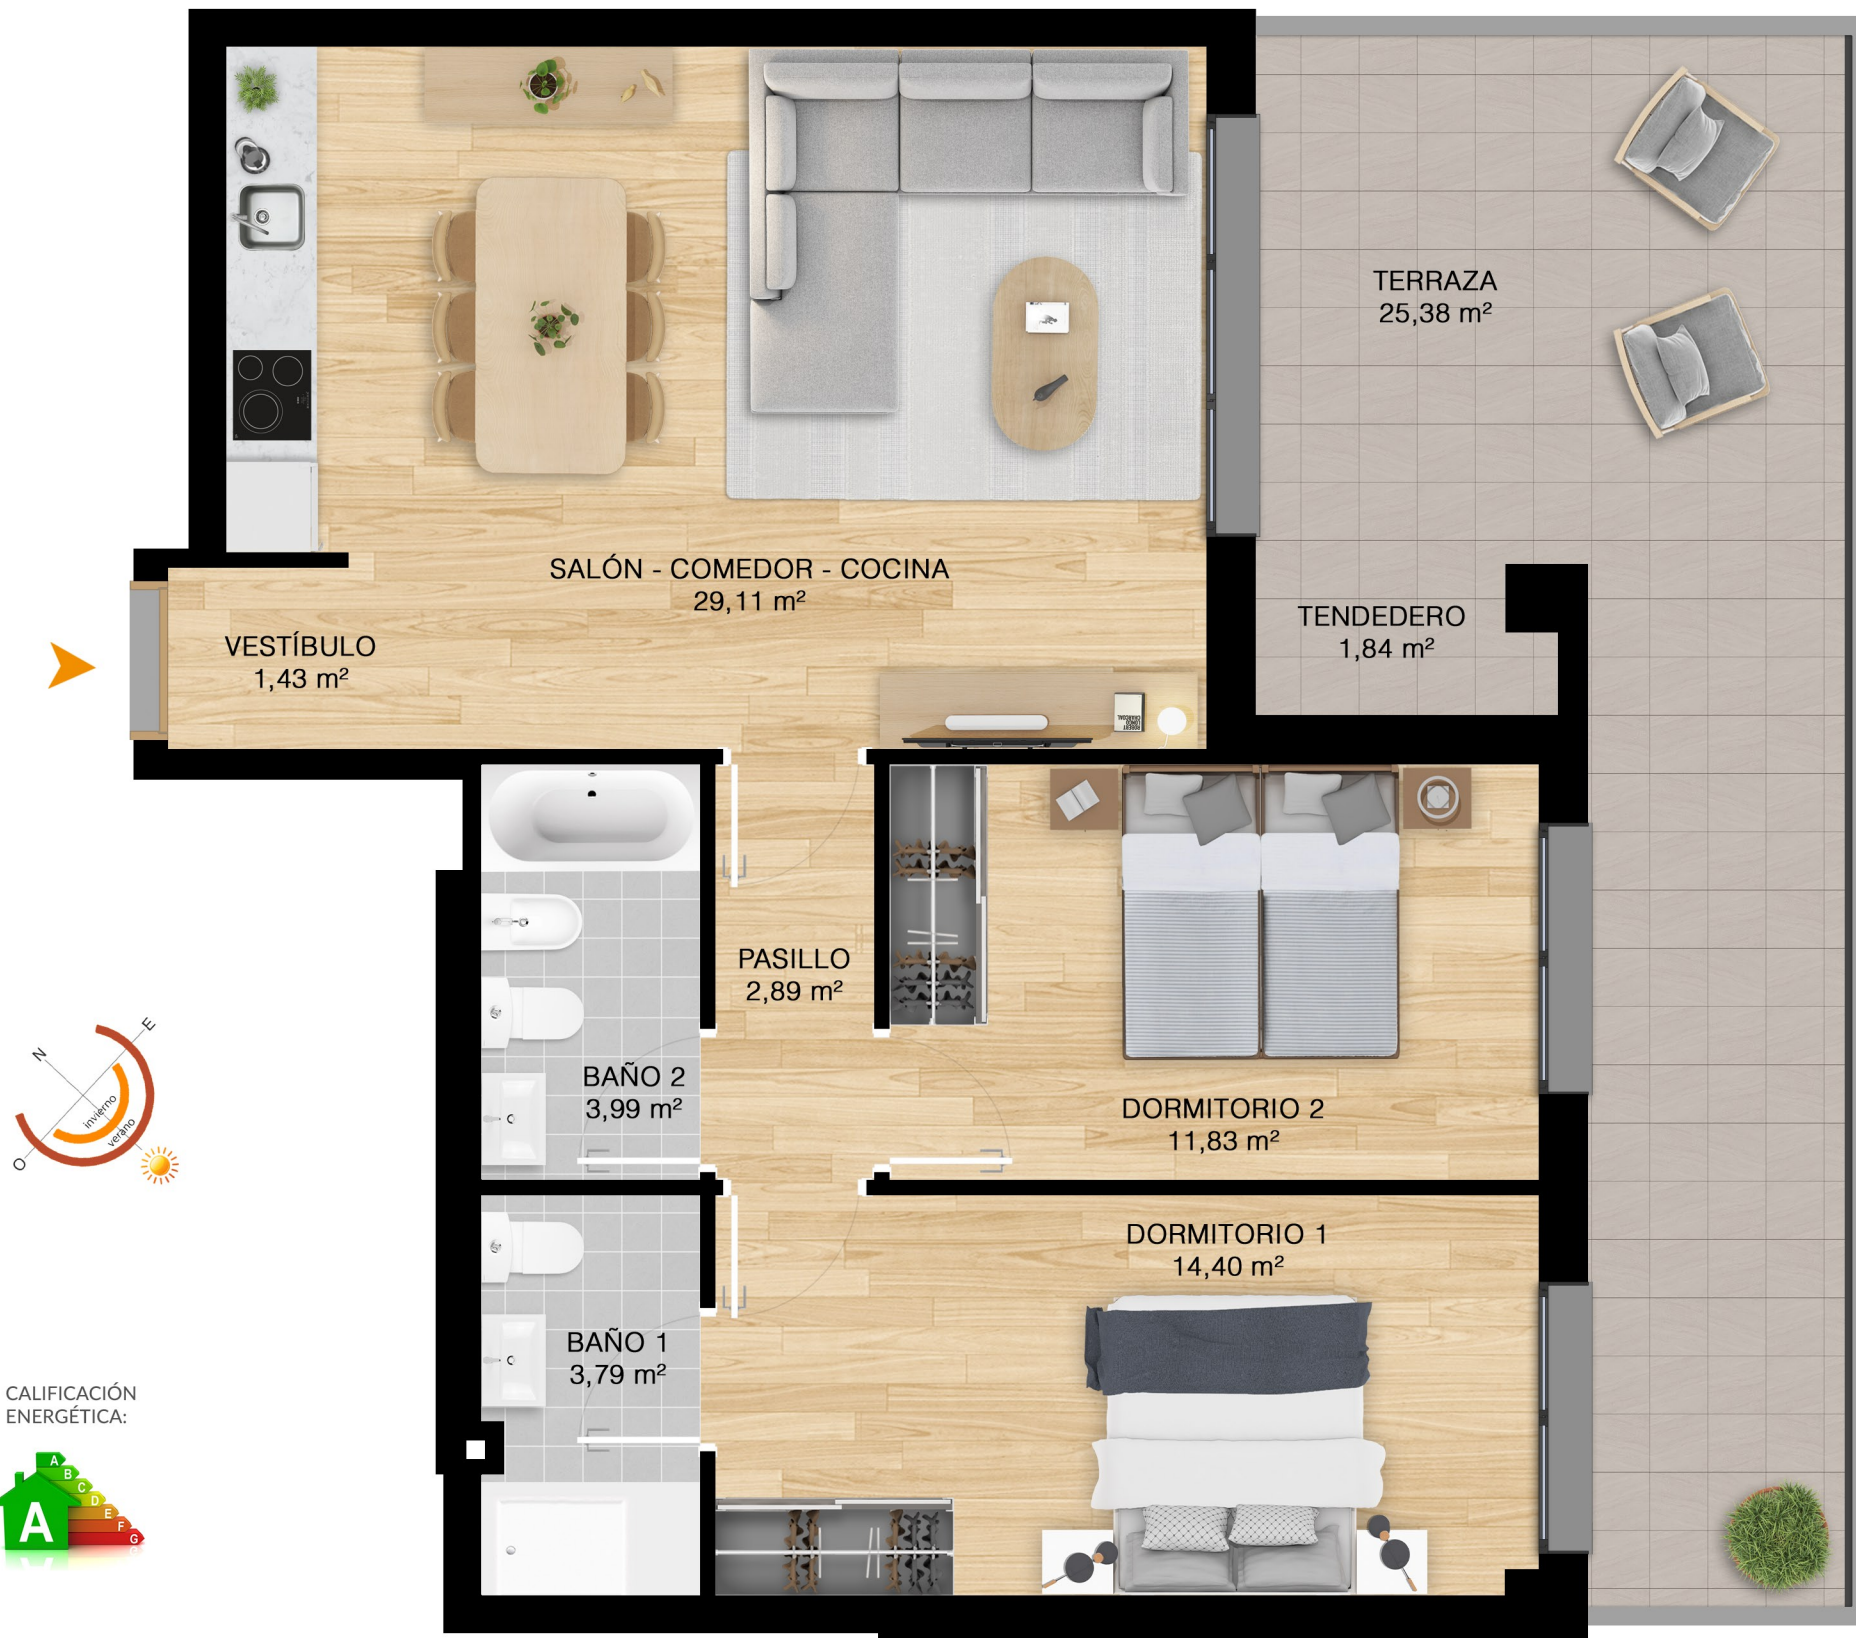 TERRAZA
25,38 m²
SALÓN - COMEDOR - COCINA
29,11 m²
TENDEDERO
1,84 m²
VESTÍBULO
1,43 m²
PASILLO
2,89 m²
BAÑO 2
3,99 m²
DORMITORIO 2
11,83 m²
DORMITORIO 1
14,40 m²
BAÑO 1
3,79 m²
N
E
O
invierno
verano
CALIFICACIÓN
ENERGÉTICA:
A
A
B
C
D
E
F
G